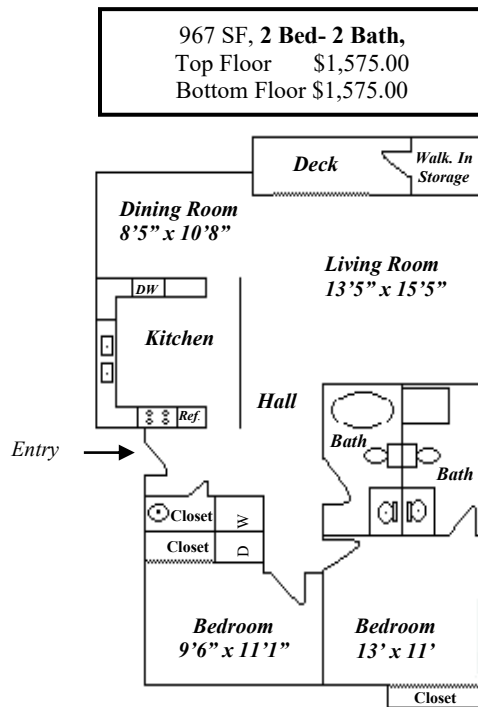 967 SF, 2 Bed- 2 Bath,
Top Floor $1,575.00
Bottom Floor $1,575.00
Deck
Walk. In
Storage
Dining Room
8’5” x 10’8”
Living Room
13’5” x 15’5”
DW
Kitchen
Hall
Ref.
Bath
Entry
Bath
Closet
W
Closet
D
Bedroom
9’6” x 11’1”
Bedroom
13’ x 11’
Closet